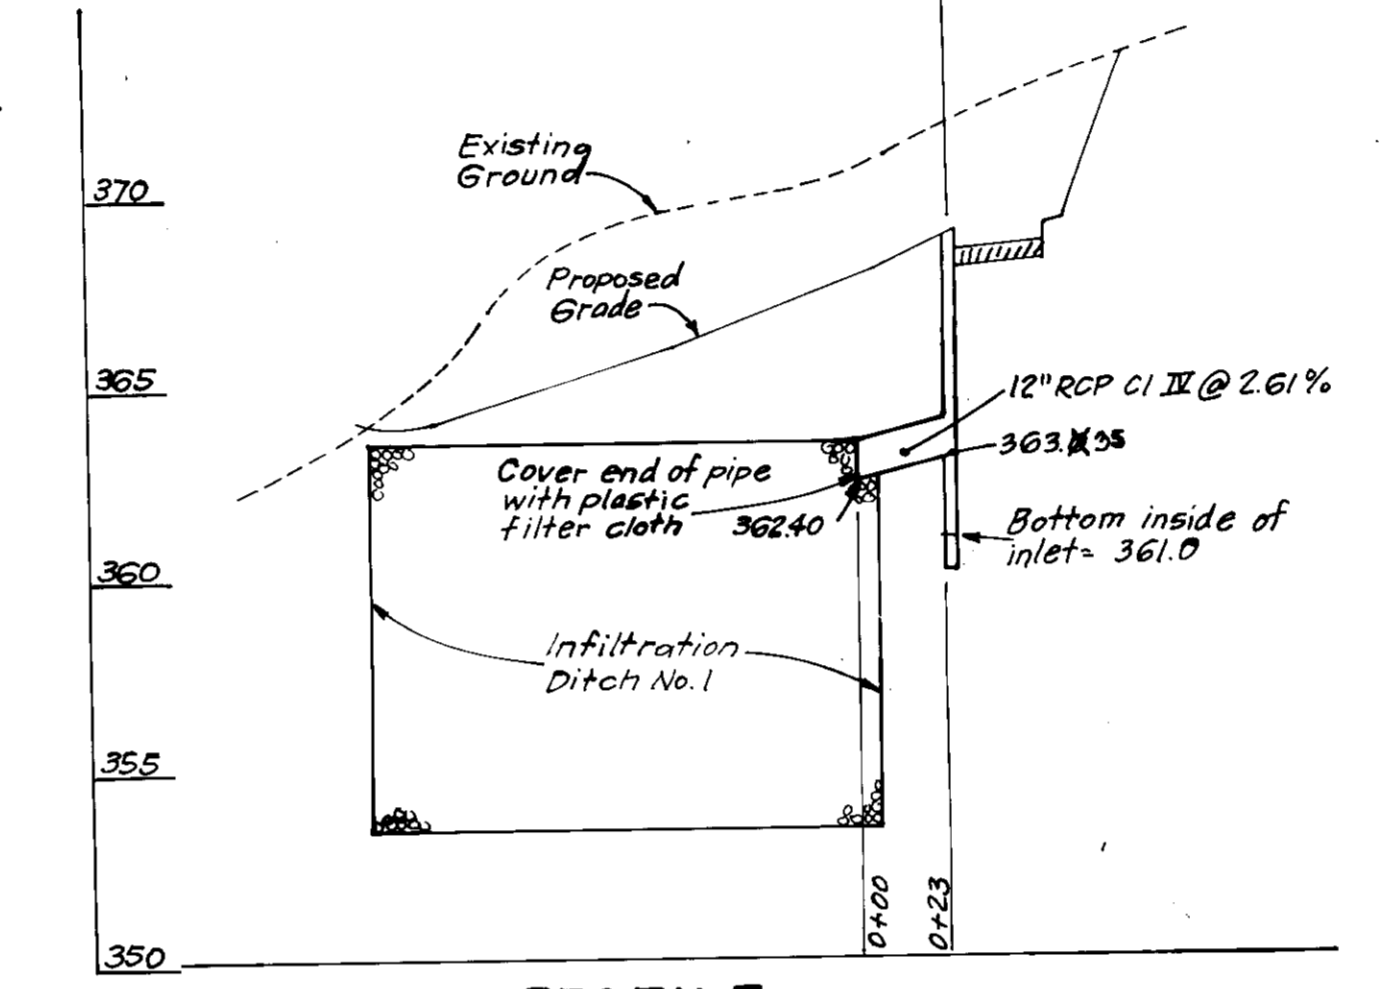 Existing
Ground
370
Proposed
Grade
365
12" RCP Cl IV @ 2.61%
363.35
Cover end of pipe
with plastic
filter cloth
362.40
Bottom inside of
inlet= 361.0
360
Infiltration
Ditch No.1
355
0+00
0+23
350